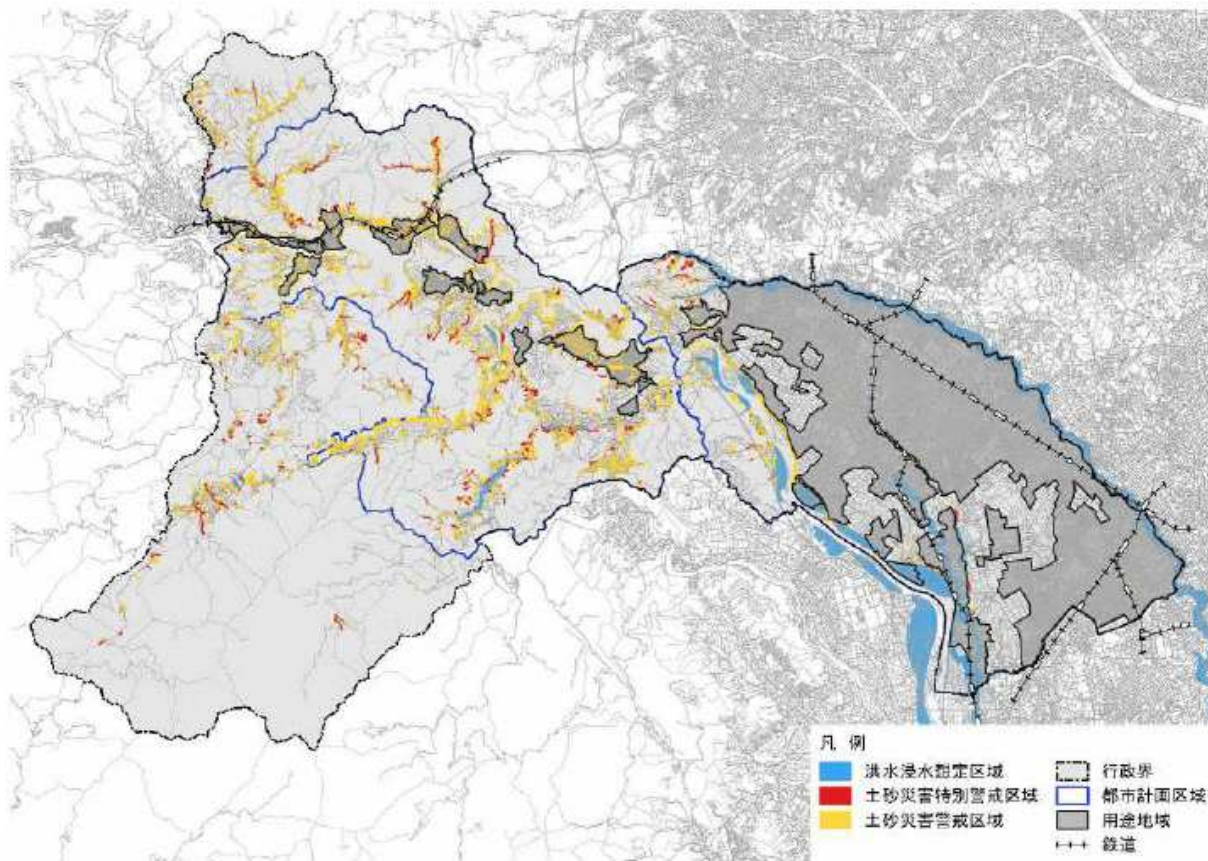 凡 例
洪水浸水想定区域
土砂災害特別警戒区域
土砂災害警戒区域
行政界
都市計画区域
用途地域
鉄道